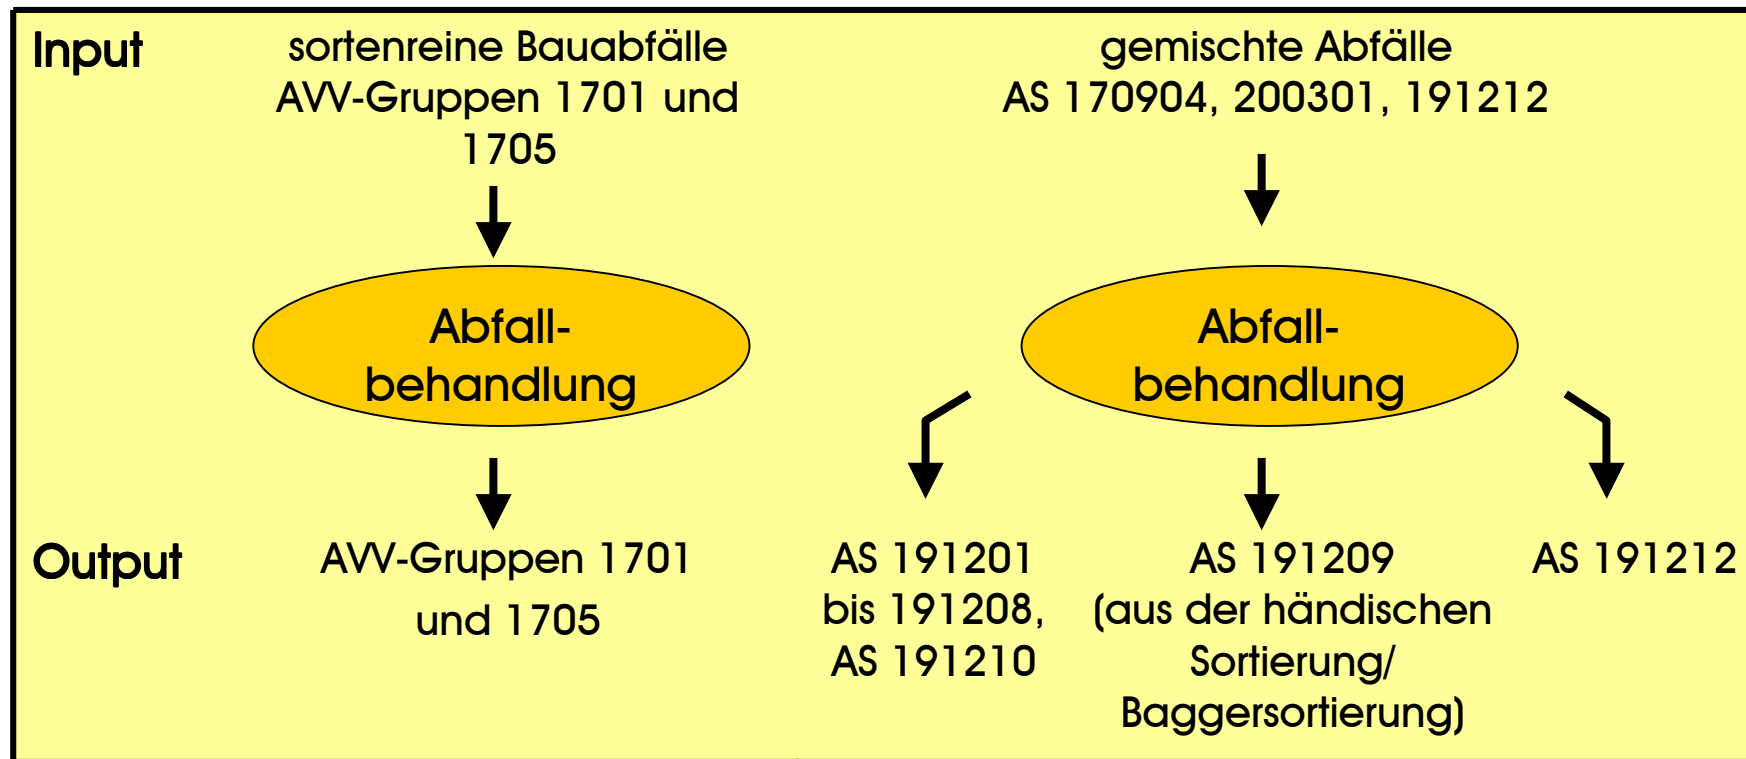 Input
sortenreine Bauabfälle
AVV-Gruppen 1701 und
1705
gemischte Abfälle
AS 170904, 200301, 191212
Abfall-
behandlung
Abfall-
behandlung
Output
AVV-Gruppen 1701
und 1705
AS 191201
bis 191208,
AS 191210
AS 191209
(aus der händischen
Sortierung/
Baggersortierung)
AS 191212